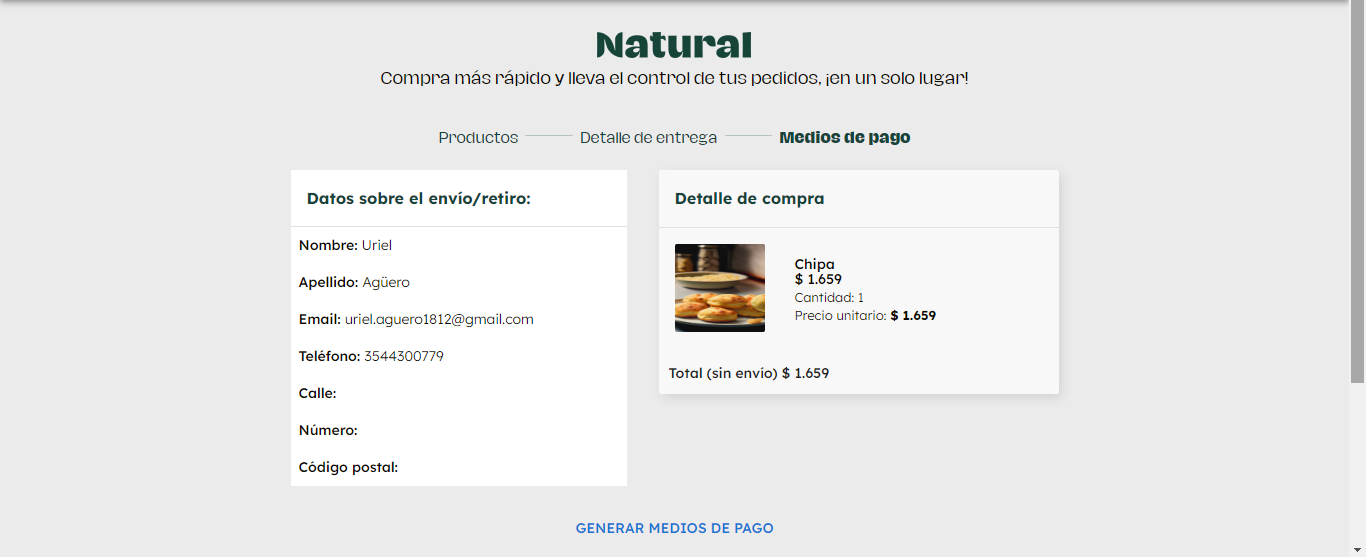 Natural
Compra más rápido y lleva el control de tus pedidos, ¡en un solo lugar!
Productos
Detalle de entrega
Medios de pago
Datos sobre el envío/retiro:
Nombre: Uriel
Apellido: Agüero
Email: uriel.aguero1812@gmail.com
Teléfono: 3544300779
Calle:
Número:
Código postal:
Detalle de compra
Chipa
$ 1.659
Cantidad: 1
Precio unitario: $ 1.659
Total (sin envío) $ 1.659
GENERAR MEDIOS DE PAGO